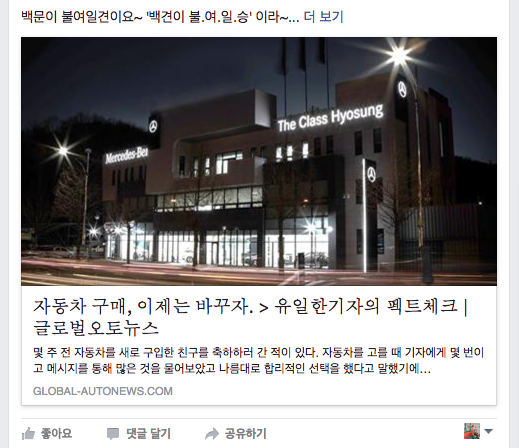 백문이 불여일견이요~ '백견이 불.여.일.승' 이라~... 더 보기
The Class Hyosung
Mercedes-Benz
자동차 구매, 이제는 바꾸자. > 유일한기자의 펙트체크 |
글로벌오토뉴스
몇 주 전 자동차를 새로 구입한 친구를 축하하러 간 적이 있다. 자동차를 고를 때 기자에게 몇 번이
고 메시지를 통해 많은 것을 물어보았고 나름대로 합리적인 선택을 했다고 말했기에...
GLOBAL-AUTONEWS.COM
좋아요 댓글 달기 공유하기